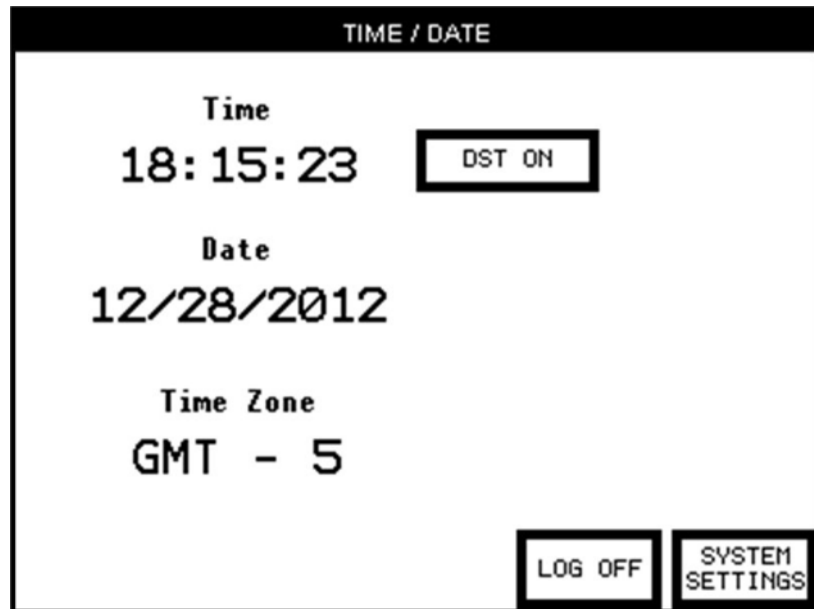 TIME / DATE
Time
18:15:23
DST ON
Date
12/28/2012
Time Zone
GMT - 5
LOG OFF
SYSTEM
SETTINGS